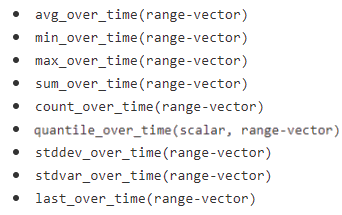 avg_over_time(range-vector)
min_over_time(range-vector)
max_over_time(range-vector)
sum_over_time(range-vector)
count_over_time(range-vector)
quantile_over_time(scalar, range-vector)
stddev_over_time(range-vector)
stdvar_over_time(range-vector)
last_over_time(range-vector)